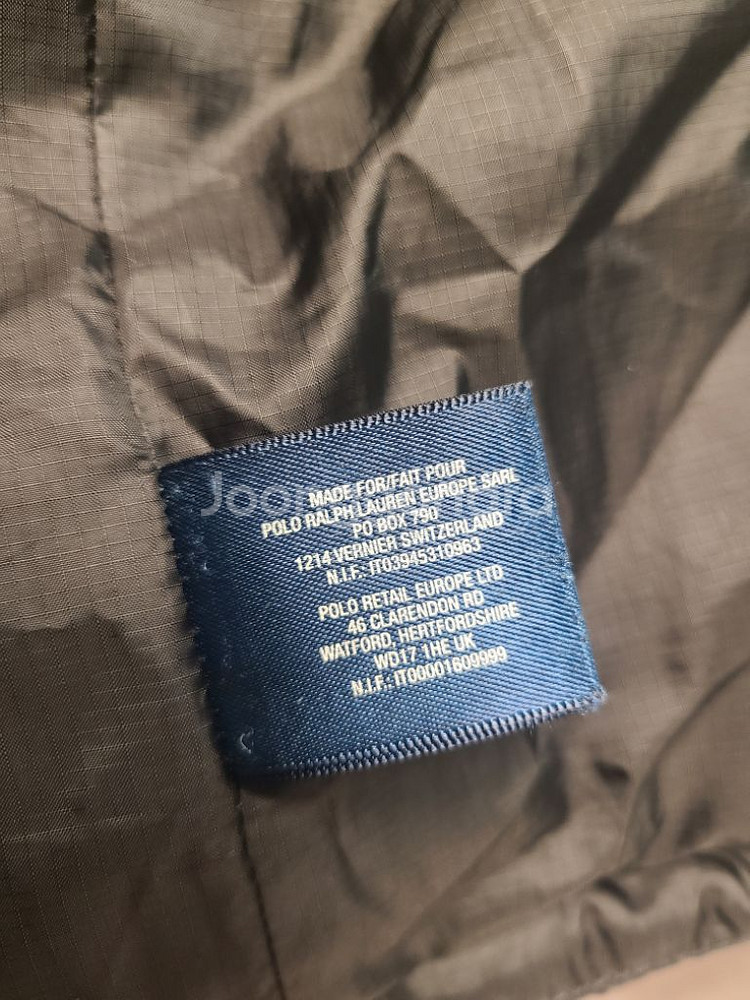 MADE FOR/FAIT POUR
POLO RALPH LAUREN EUROPE SARL
PO BOX 790
1214 VERNIER SWITZERLAND
N.I.F.: IT03945310963
POLO RETAIL EUROPE LTD
46 CLARENDON RD
WATFORD, HERTFORDSHIRE
WD17 1HE UK
N.I.F.: IT00001609999